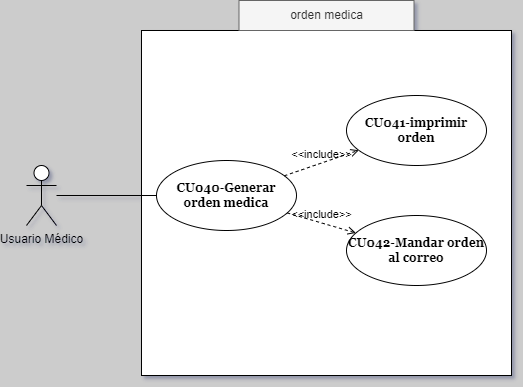 orden medica
CU041-imprimir
orden
<<include>>
CU040-Generar
orden medica
<<include>>
Usuario Médico
CU042-Mandar orden
al correo